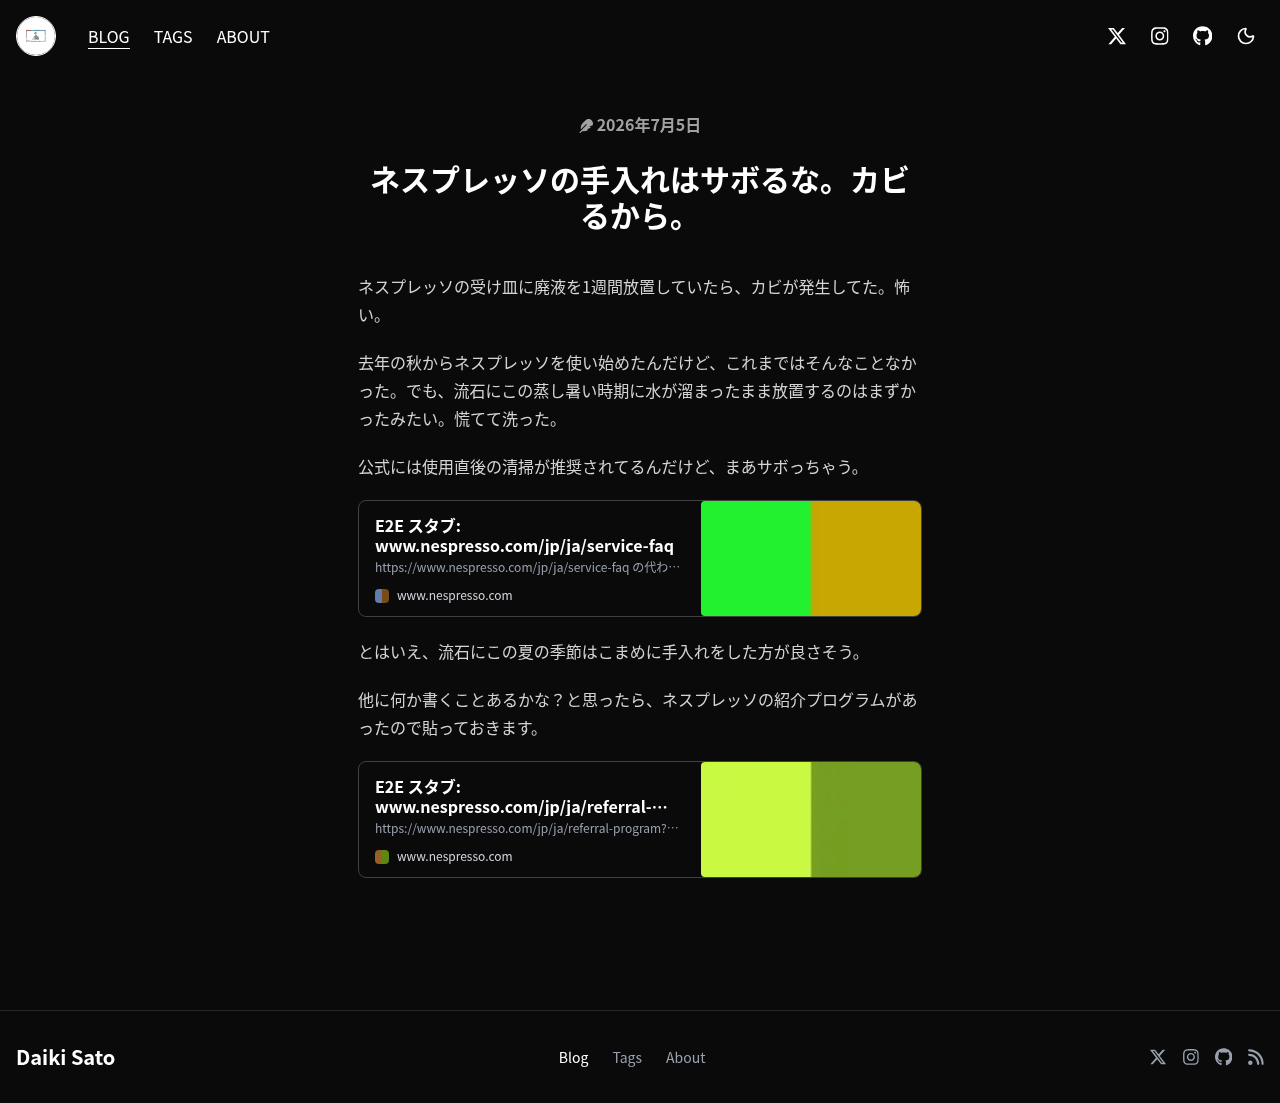 BLOG TAGS ABOUT
2026年7月5日
ネスプレッソの手入れはサボるな。カビ
るから。
ネスプレッソの受け皿に廃液を1週間放置していたら、カビが発生してた。怖
い。
去年の秋からネスプレッソを使い始めたんだけど、これまではそんなことなか
った。でも、流石にこの蒸し暑い時期に水が溜まったまま放置するのはまずか
ったみたい。慌てて洗った。
公式には使用直後の清掃が推奨されてるんだけど、まあサボっちゃう。
E2E スタブ:
www.nespresso.com/jp/ja/service-faq
https://www.nespresso.com/jp/ja/service-faq の代わ…
www.nespresso.com
とはいえ、流石にこの夏の季節はこまめに手入れをした方が良さそう。
他に何か書くことあるかな？と思ったら、ネスプレッソの紹介プログラムがあ
ったので貼っておきます。
E2E スタブ:
www.nespresso.com/jp/ja/referral-…
https://www.nespresso.com/jp/ja/referral-program?…
www.nespresso.com
Daiki Sato
Blog Tags About